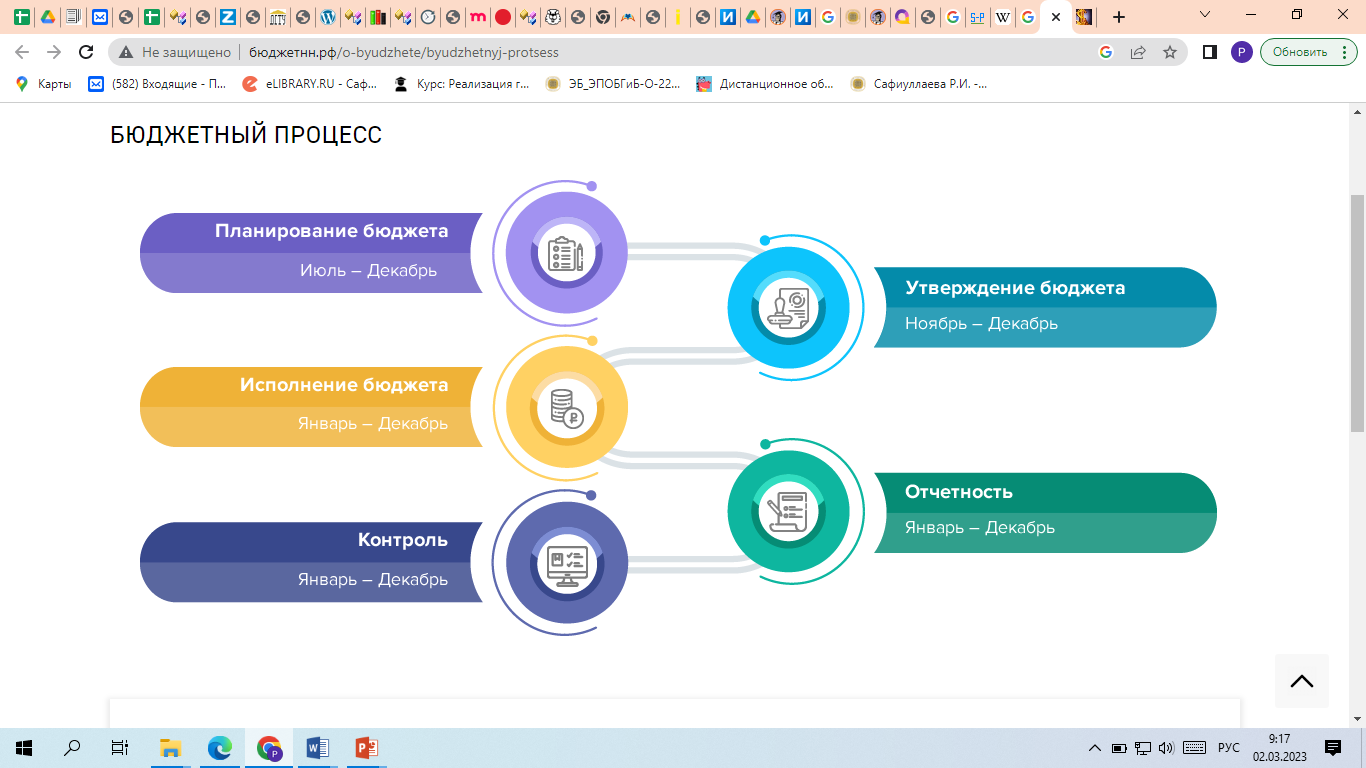 Не защищено
бюджетнн.рф/o-byudzhete/byudzhetnyj-protsess
Обновить
Карты
(582) Входящие - П...
eLIBRARY.RU - Саф...
Курс: Реализация г...
ЭБ_ЭПОБГиБ-О-22...
Дистанционное об...
Сафиуллаева Р.И. -...
БЮДЖЕТНЫЙ ПРОЦЕСС
Планирование бюджета
Июль – Декабрь
Утверждение бюджета
Ноябрь – Декабрь
Исполнение бюджета
Январь – Декабрь
Отчетность
Январь – Декабрь
Контроль
Январь – Декабрь
РУС
9:17
02.03.2023